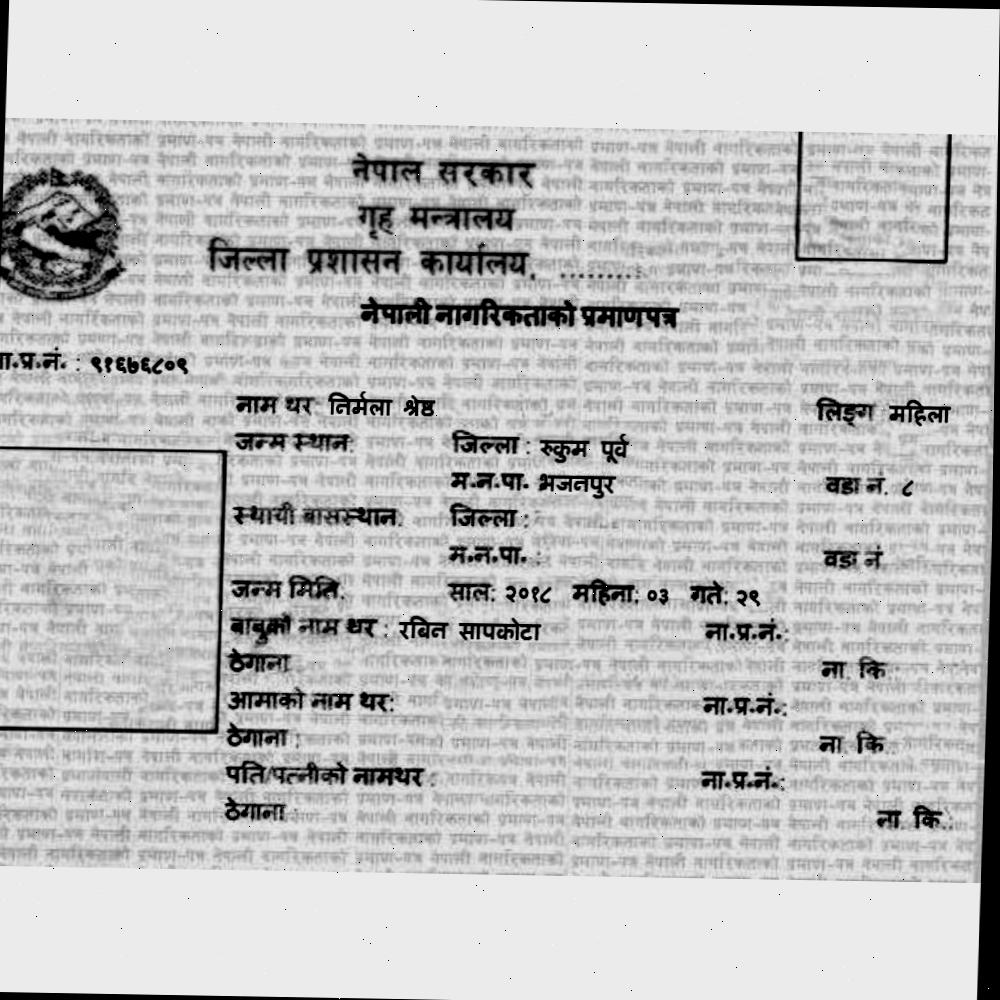 नेपाल सरकार
गृह मन्त्रालय
जिल्ला प्रशासन कार्यालय, .........
नेपाली नागरिकताको प्रमाणपत्र
ना.प्र.नं. : ९१६७६८०९
नाम थर निर्मला श्रेष्ठ लिङ्ग महिला
जन्म स्थान: जिल्ला : रुकुम पूर्व
म.न.पा. भजनपुर वडा नं. ८
स्थायी बासस्थान: जिल्ला :
म.न.पा. : वडा नं
जन्म मिति: साल: २०१८ महिना: ०३ गते: २९
बाबुको नाम थर : रबिन सापकोटा ना.प्र.नं.:
ठेगाना ना. कि.:
आमाको नाम थर: ना.प्र.नं.:
ठेगाना : ना. कि.
पति/पत्नीको नामथर : ना.प्र.नं.:
ठेगाना ना. कि.: